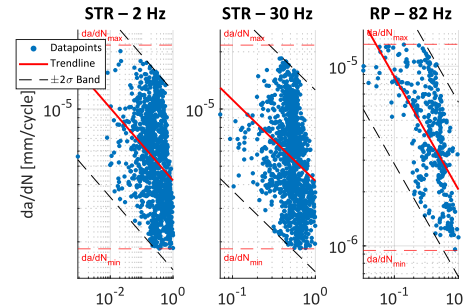 STR – 2 Hz STR – 30 Hz RP – 82 Hz
da/dN_max da/dN_max da/dN_max
Datapoints
Trendline
±2σ Band
10^-5 10^-5 10^-5
da/dN [mm/cycle]
da/dN_min da/dN_min da/dN_min
10^-6
10^-2 10^0 10^-1 10^0 10^-1 10^0